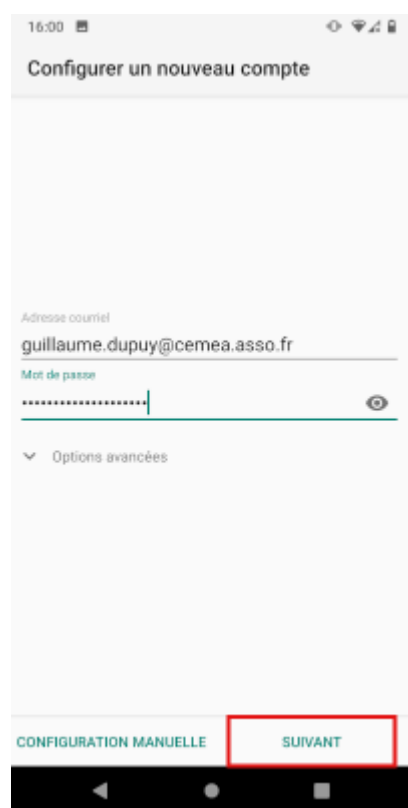 16:00
Configurer un nouveau compte
Adresse courriel
guillaume.dupuy@cemea.asso.fr
Mot de passe
••••••••••••••••••••
Options avancées
CONFIGURATION MANUELLE SUIVANT